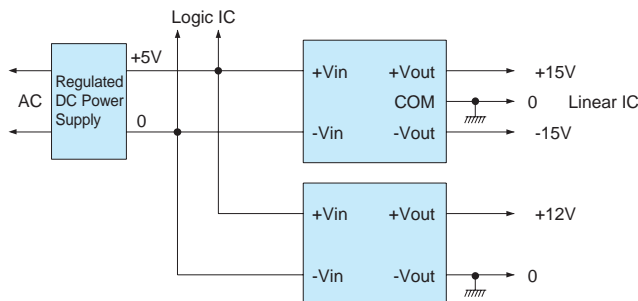 Logic IC
+5V
Regulated
DC Power
Supply
AC
0
+Vin
+Vout
+15V
COM
0
Linear IC
-Vin
-Vout
-15V
+Vin
+Vout
+12V
-Vin
-Vout
0